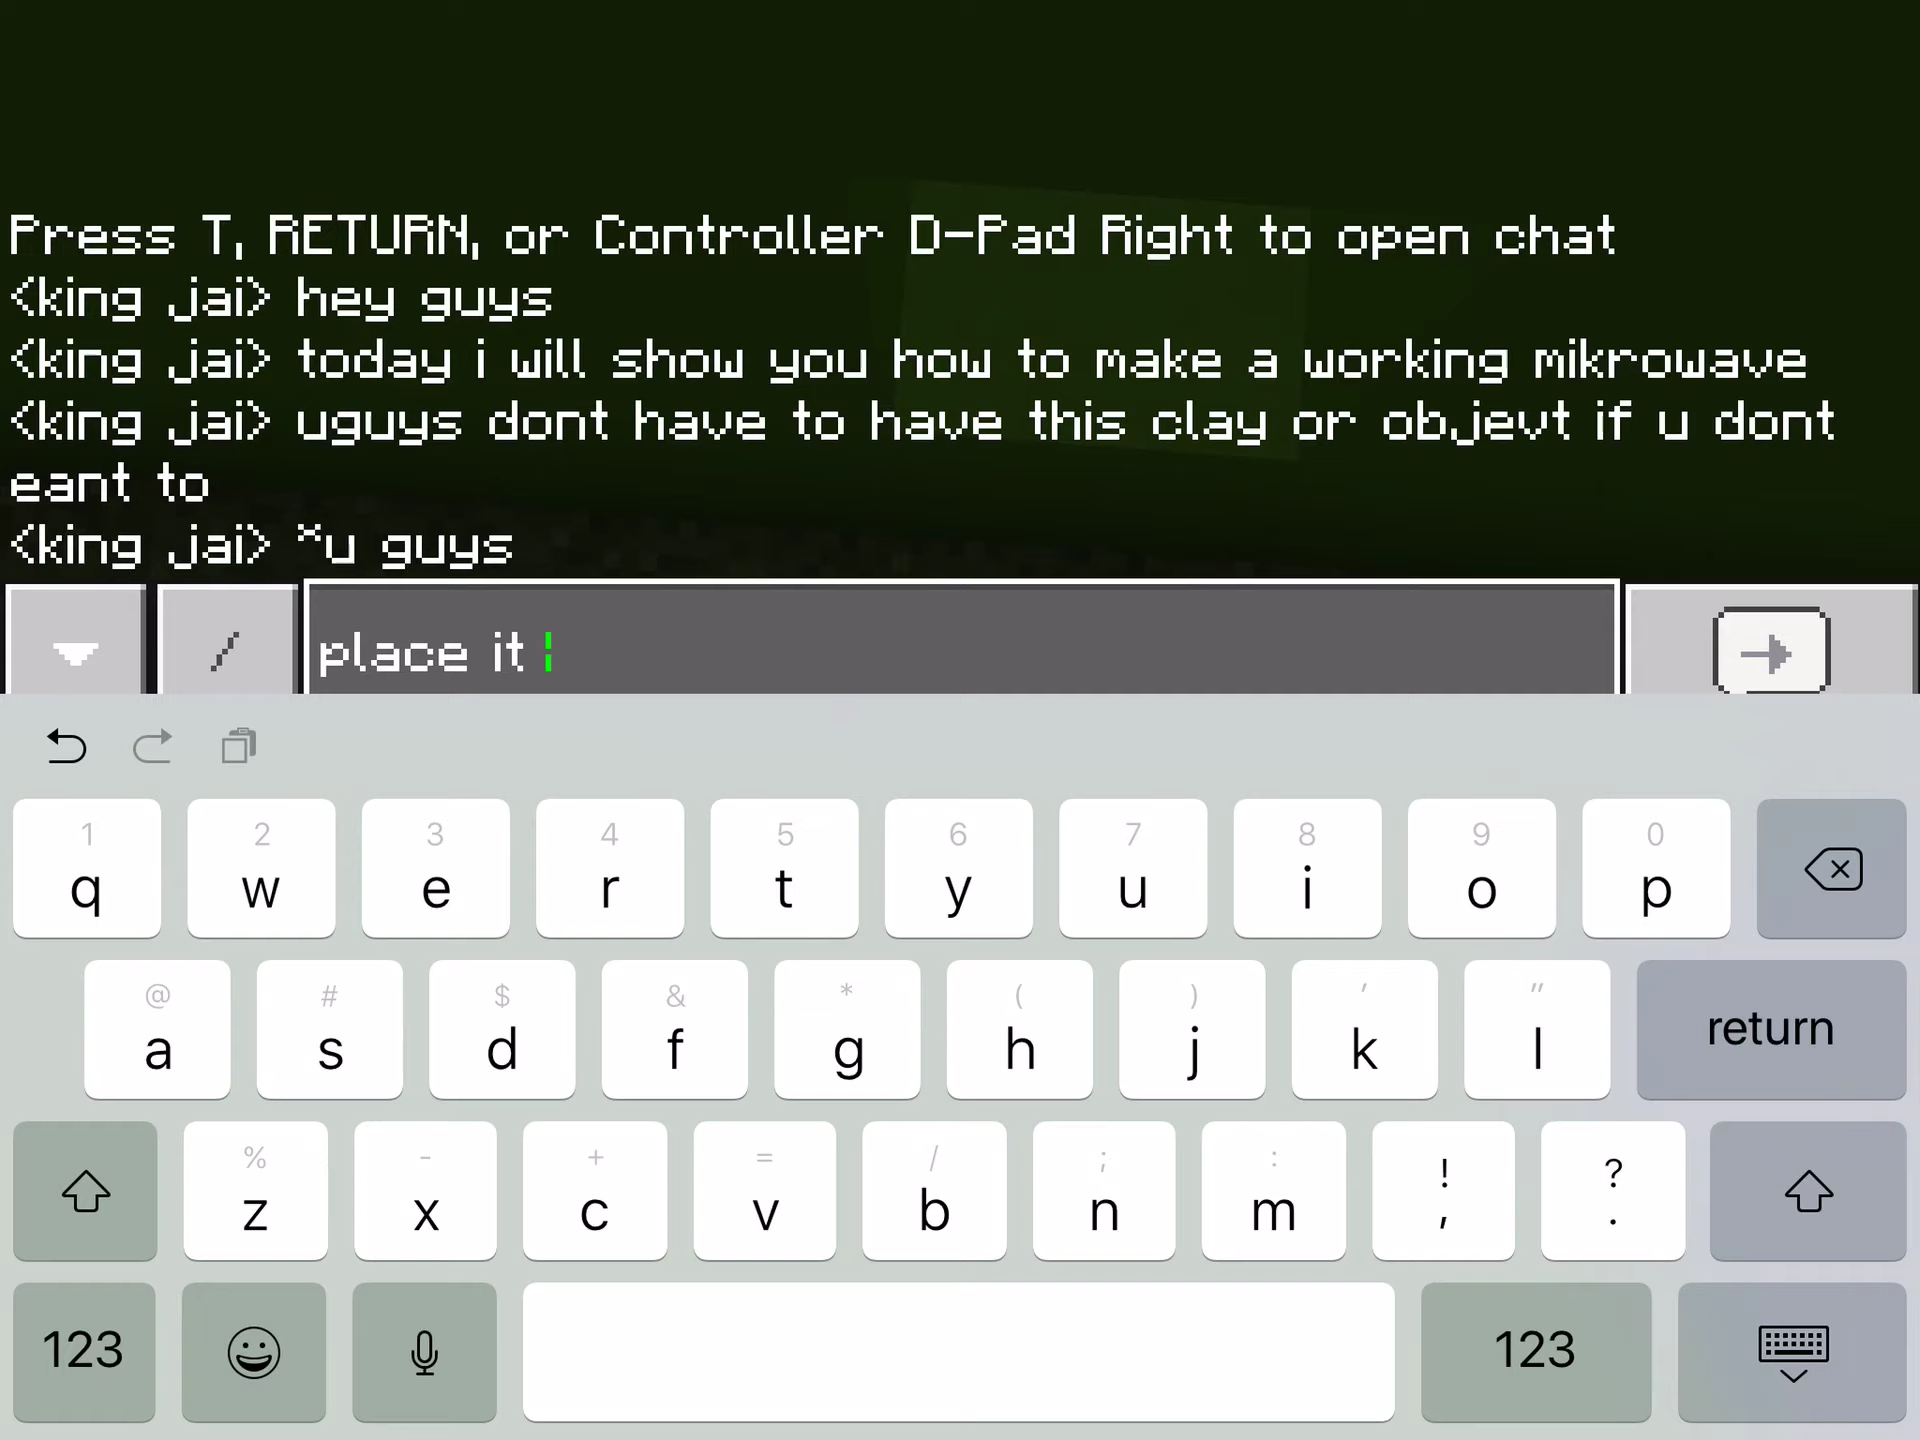 Press T, RETURN, or Controller D-Pad Right to open chat
<king jai> hey guys
<king jai> today i will show you how to make a working mikrowave
<king jai> uguys dont have to have this clay or objevt if u dont
eant to
<king jai> *u guys
/ place it
1 2 3 4 5 6 7 8 9 0
q w e r t y u i o p
@ # $ & * ( ) ' "
a s d f g h j k l return
% - + = / ; : ! ?
z x c v b n m , .
123 123